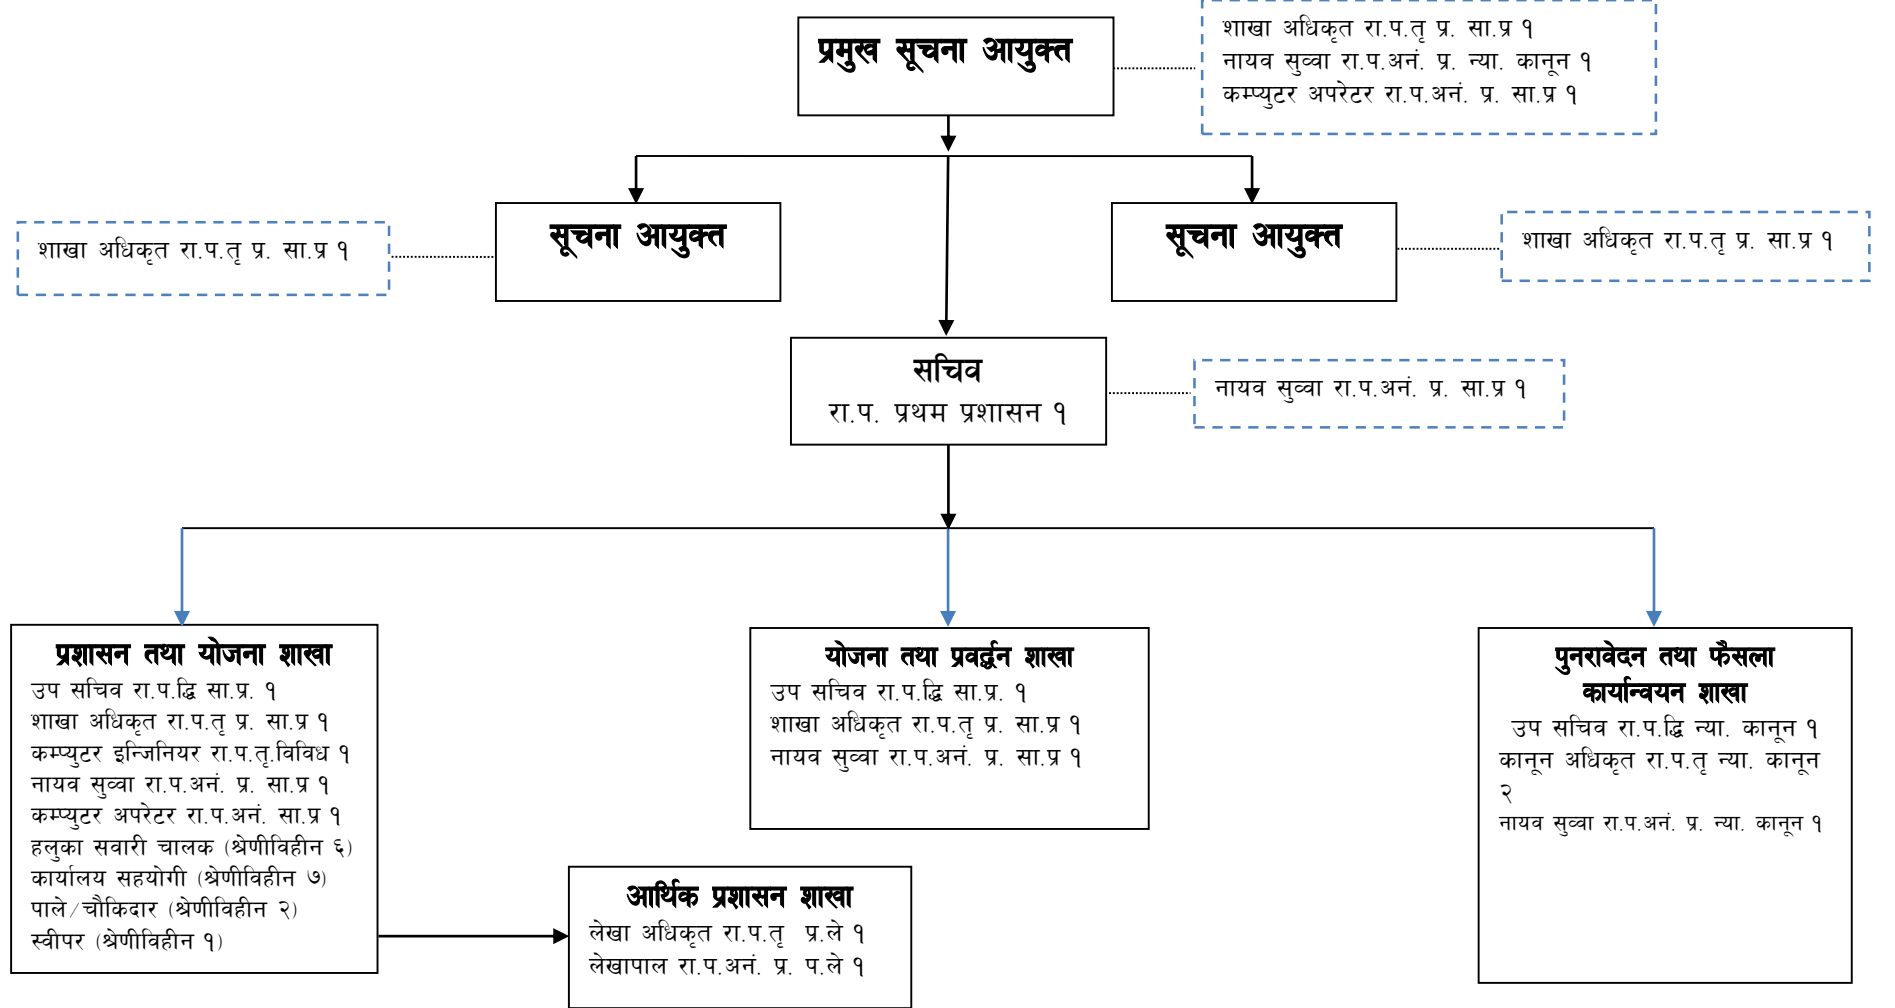 प्रमुख सूचना आयुक्त
शाखा अधिकृत रा.प.तृ प्र. सा.प्र १
नायव सुव्वा रा.प.अनं. प्र. न्या. कानून १
कम्प्युटर अपरेटर रा.प.अनं. प्र. सा.प्र १
शाखा अधिकृत रा.प.तृ प्र. सा.प्र १
सूचना आयुक्त
सूचना आयुक्त
शाखा अधिकृत रा.प.तृ प्र. सा.प्र १
सचिव
रा.प. प्रथम प्रशासन १
नायव सुव्वा रा.प.अनं. प्र. सा.प्र १
प्रशासन तथा योजना शाखा
उप सचिव रा.प.द्धि सा.प्र. १
शाखा अधिकृत रा.प.तृ प्र. सा.प्र १
कम्प्युटर इन्जिनियर रा.प.तृ.विविध १
नायव सुव्वा रा.प.अनं. प्र. सा.प्र १
कम्प्युटर अपरेटर रा.प.अनं. सा.प्र १
हलुका सवारी चालक (श्रेणीविहीन ६)
कार्यालय सहयोगी (श्रेणीविहीन ७)
पाले/चौकिदार (श्रेणीविहीन २)
स्वीपर (श्रेणीविहीन १)
आर्थिक प्रशासन शाखा
लेखा अधिकृत रा.प.तृ प्र.ले १
लेखापाल रा.प.अनं. प्र. प.ले १
योजना तथा प्रवर्द्धन शाखा
उप सचिव रा.प.द्धि सा.प्र. १
शाखा अधिकृत रा.प.तृ प्र. सा.प्र १
नायव सुव्वा रा.प.अनं. प्र. सा.प्र १
पुनरावेदन तथा फैसला
कार्यान्वयन शाखा
उप सचिव रा.प.द्धि न्या. कानून १
कानून अधिकृत रा.प.तृ न्या. कानून
२
नायव सुव्वा रा.प.अनं. प्र. न्या. कानून १